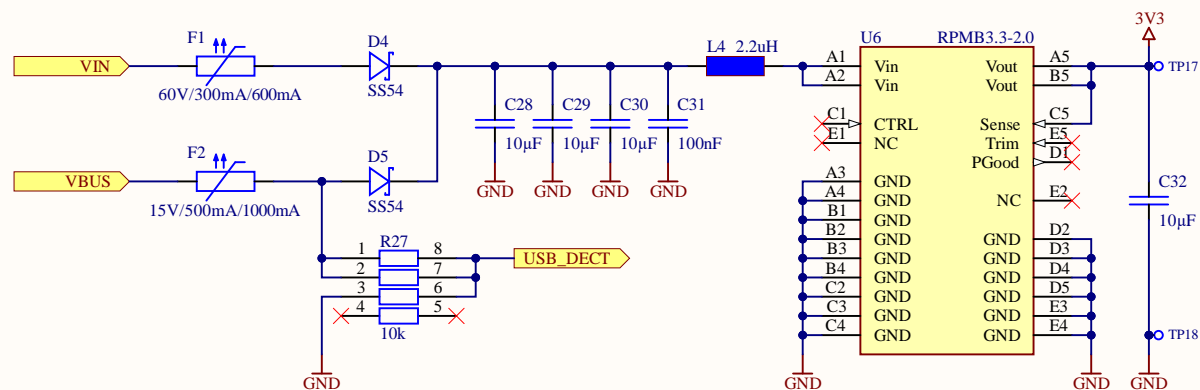 3V3
F1
D4
L4 2.2uH
U6
RPMB3.3-2.0
VIN
A1
Vin
Vout
A5
TP17
A2
Vin
Vout
B5
60V/300mA/600mA
SS54
C28
C29
C30
C31
C1
CTRL
Sense
C5
10µF
10µF
10µF
100nF
E1
NC
Trim
E5
F2
D5
PGood
D1
VBUS
A3
GND
C32
GND
GND
GND
GND
A4
GND
NC
E2
15V/500mA/1000mA
SS54
B1
GND
10µF
R27
B2
GND
GND
D2
1
8
USB_DECT
B3
GND
GND
D3
2
7
B4
GND
GND
D4
3
6
C2
GND
GND
D5
4
5
C3
GND
GND
E3
10k
C4
GND
GND
E4
TP18
GND
GND
GND
GND